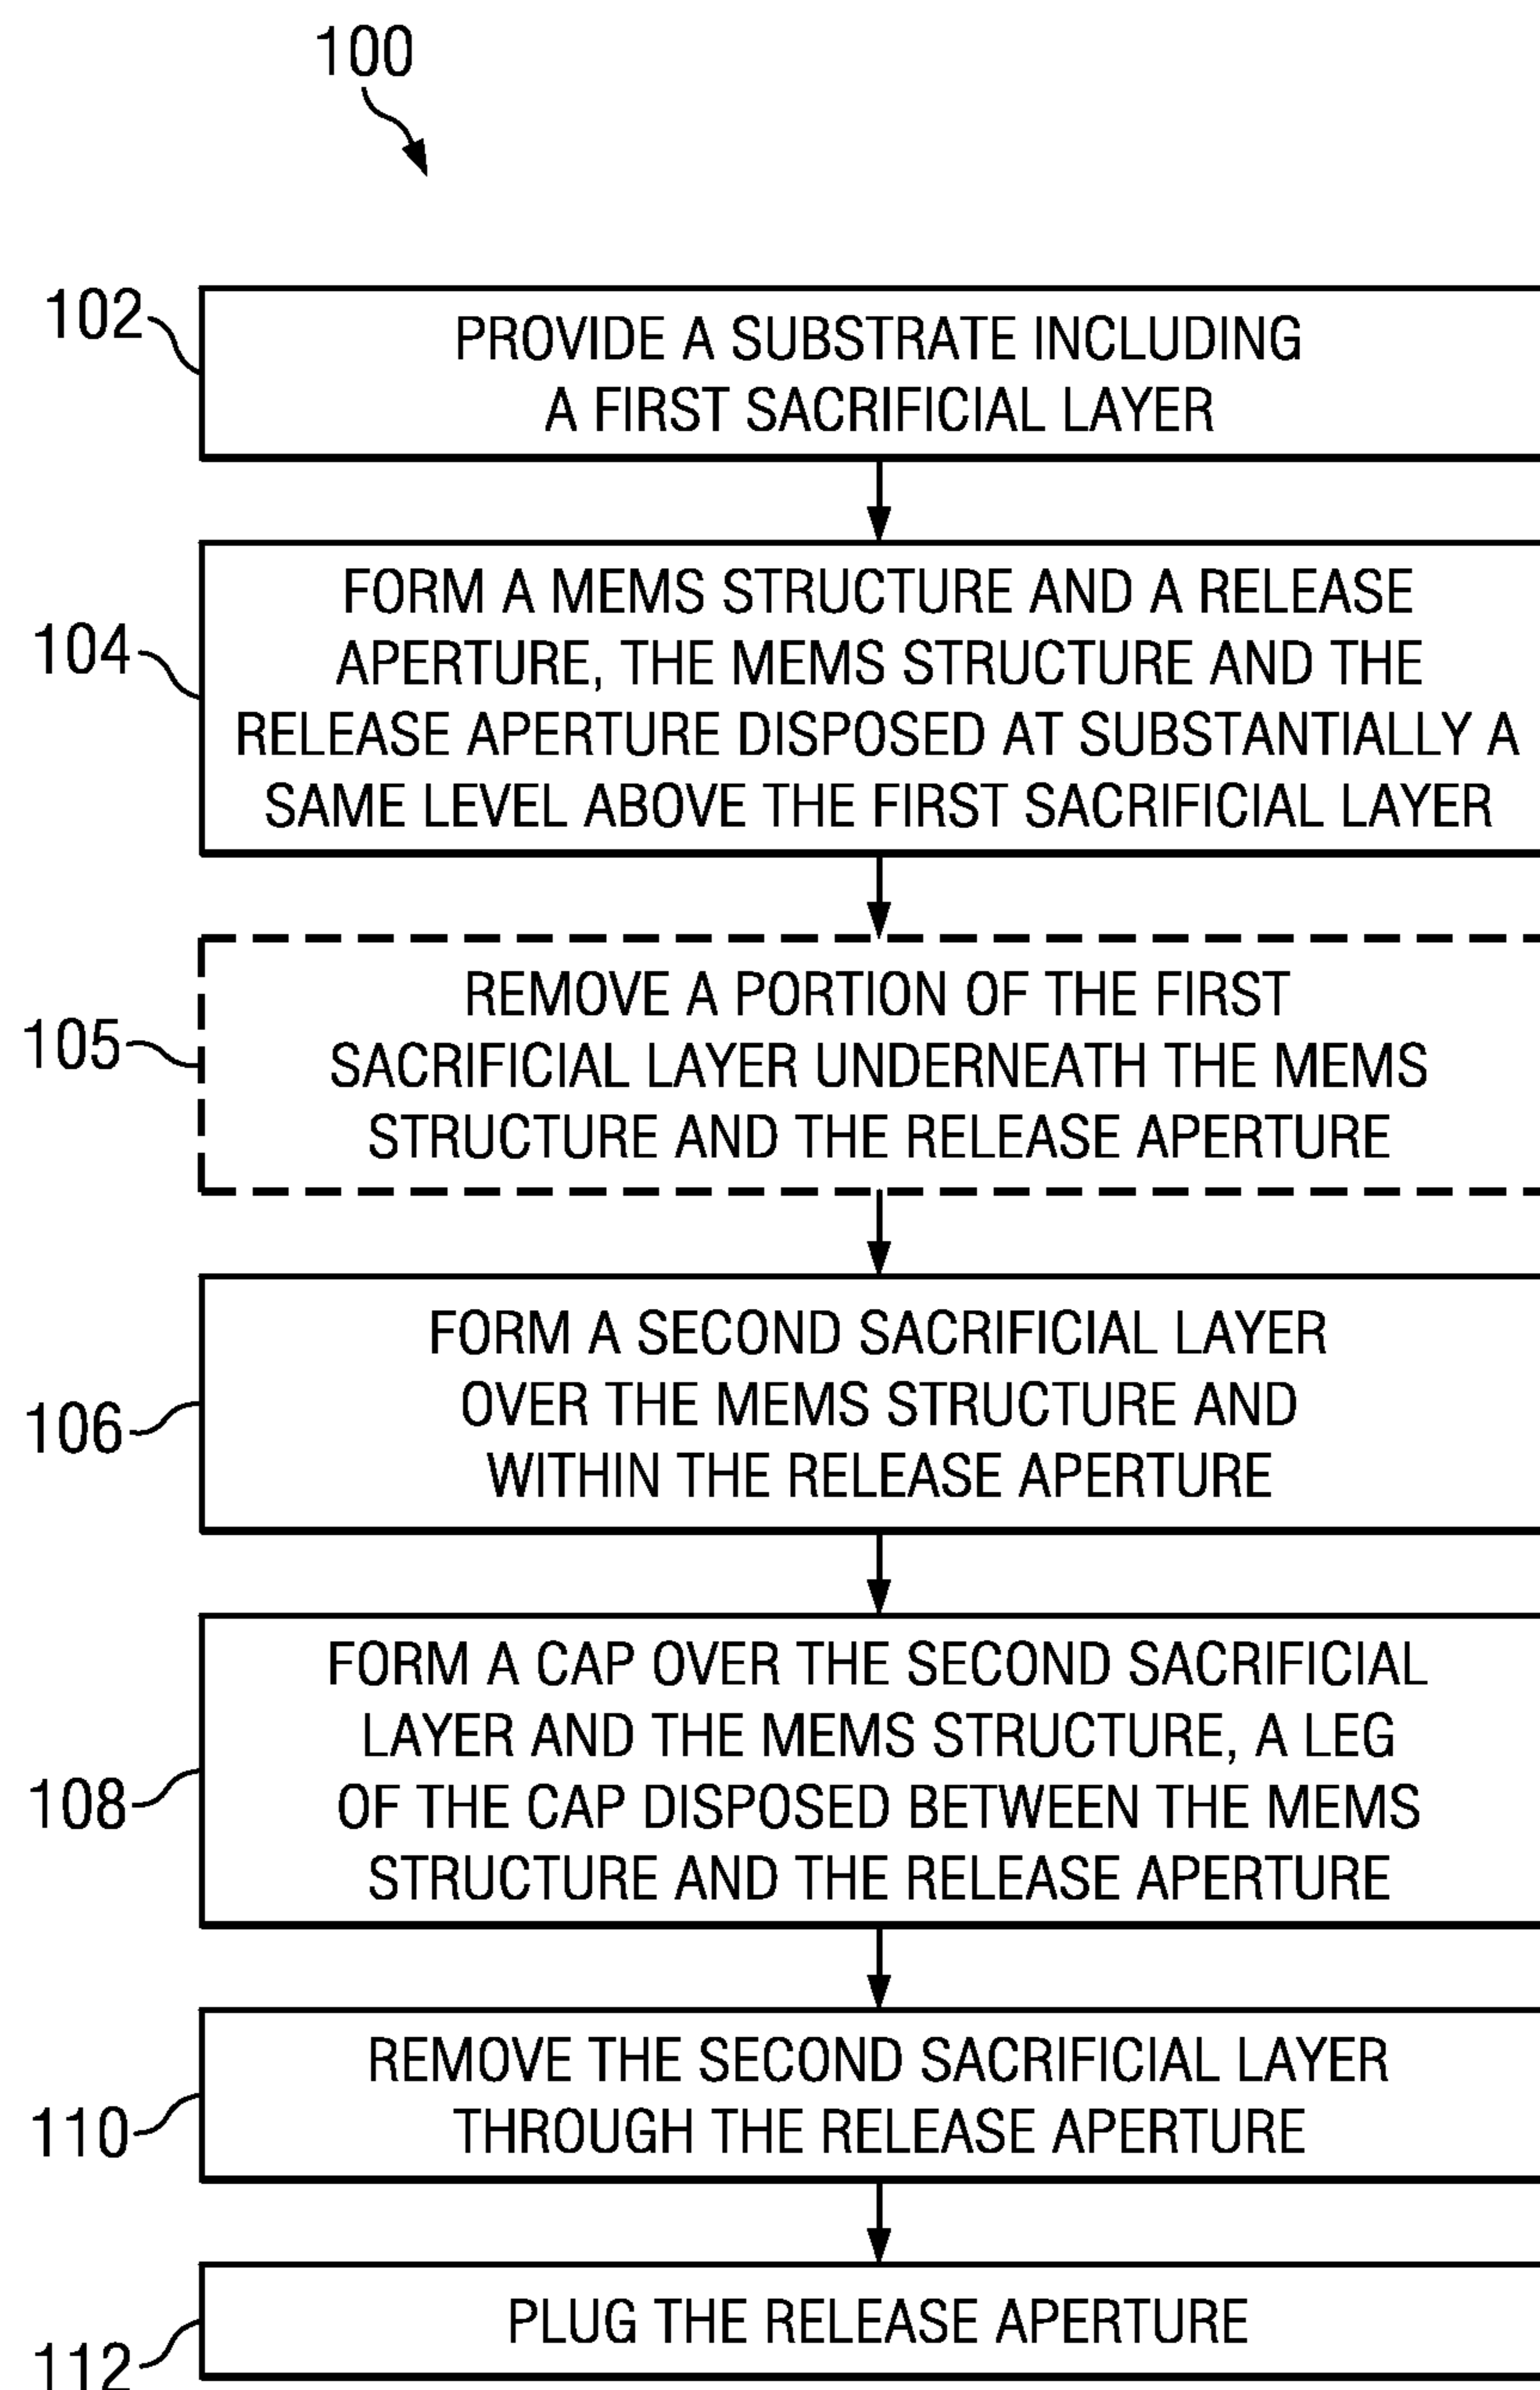 100
102
PROVIDE A SUBSTRATE INCLUDING
A FIRST SACRIFICIAL LAYER
104
FORM A MEMS STRUCTURE AND A RELEASE
APERTURE, THE MEMS STRUCTURE AND THE
RELEASE APERTURE DISPOSED AT SUBSTANTIALLY A
SAME LEVEL ABOVE THE FIRST SACRIFICIAL LAYER
105
REMOVE A PORTION OF THE FIRST
SACRIFICIAL LAYER UNDERNEATH THE MEMS
STRUCTURE AND THE RELEASE APERTURE
106
FORM A SECOND SACRIFICIAL LAYER
OVER THE MEMS STRUCTURE AND
WITHIN THE RELEASE APERTURE
108
FORM A CAP OVER THE SECOND SACRIFICIAL
LAYER AND THE MEMS STRUCTURE, A LEG
OF THE CAP DISPOSED BETWEEN THE MEMS
STRUCTURE AND THE RELEASE APERTURE
110
REMOVE THE SECOND SACRIFICIAL LAYER
THROUGH THE RELEASE APERTURE
112
PLUG THE RELEASE APERTURE